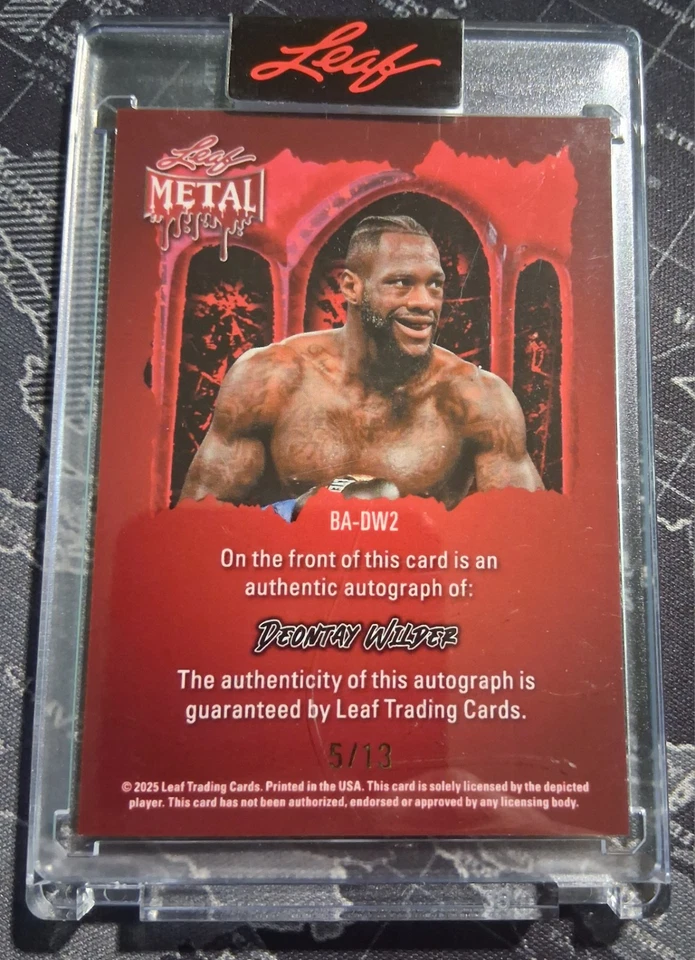 Leaf
Leaf
METAL
BA-DW2
On the front of this card is an
authentic autograph of:
DEONTAY WILDER
The authenticity of this autograph is
guaranteed by Leaf Trading Cards.
5/13
© 2025 Leaf Trading Cards. Printed in the USA. This card is solely licensed by the depicted
player. This card has not been authorized, endorsed or approved by any licensing body.